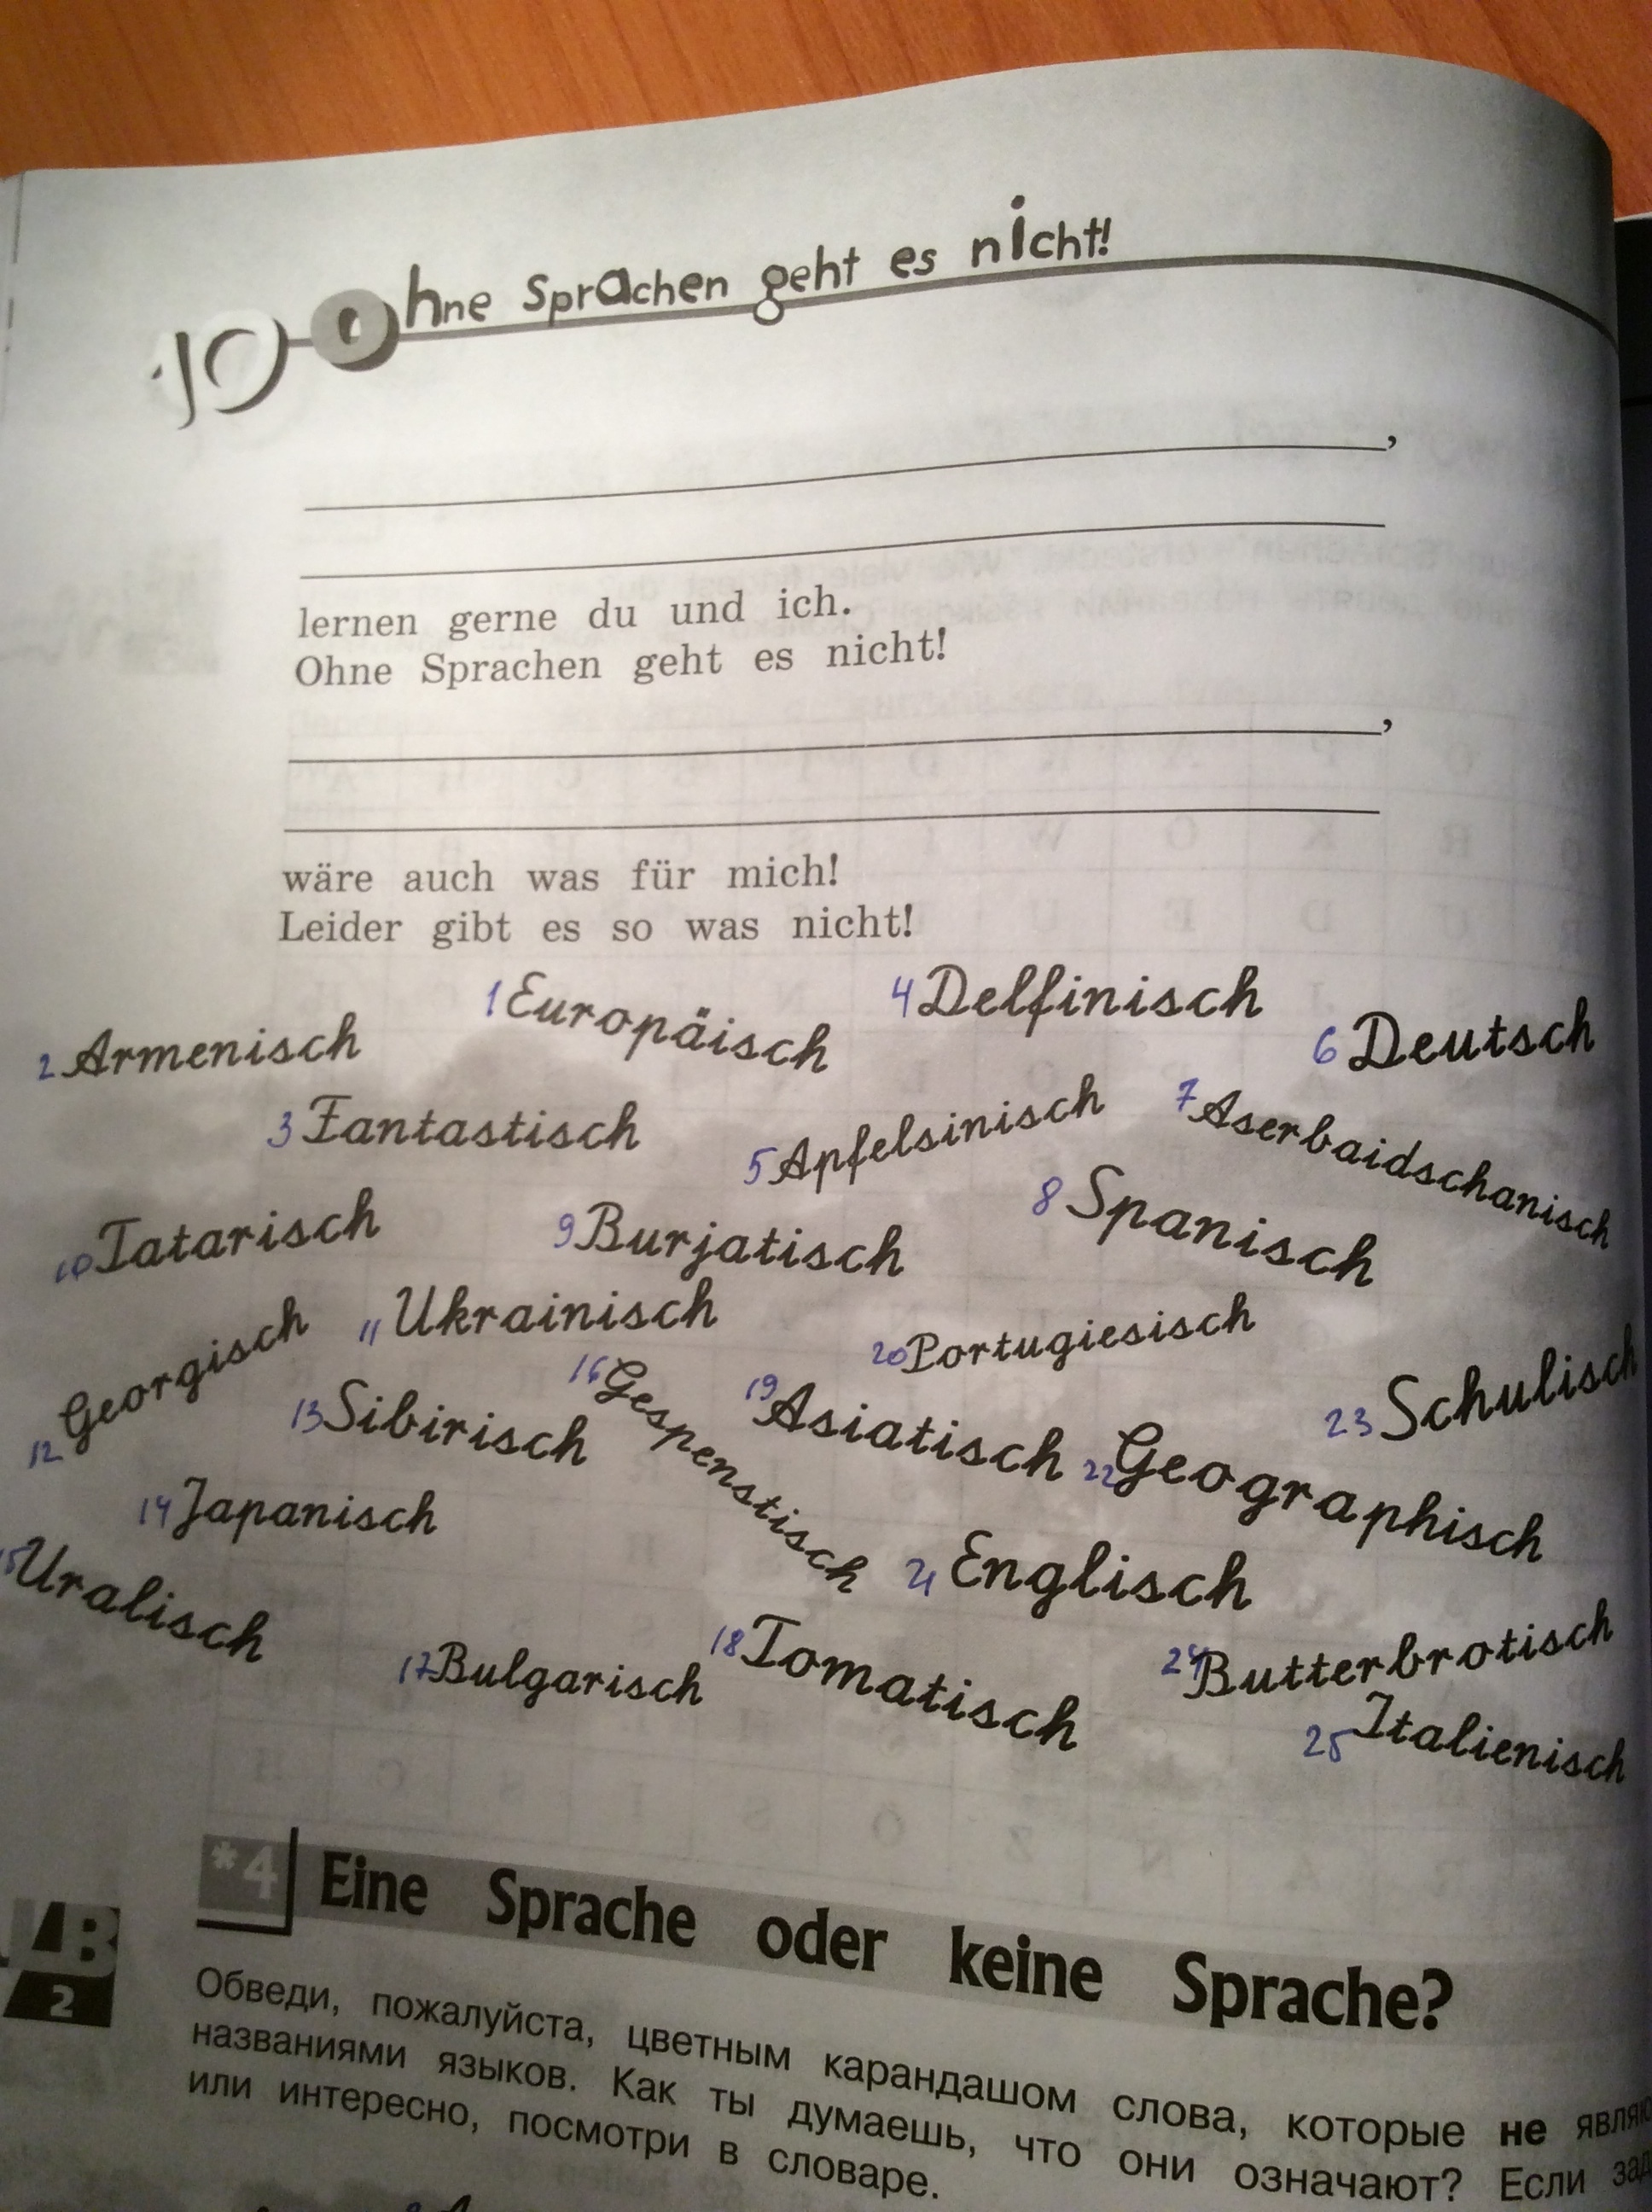 10 Ohne Sprachen geht es nicht!
,
lernen gerne du und ich.
Ohne Sprachen geht es nicht!
,
wäre auch was für mich!
Leider gibt es so was nicht!
1 Europäisch
4 Delfinisch
2 Armenisch
6 Deutsch
3 Fantastisch
5 Apfelsinisch
7 Aserbaidschanisch
10 Tatarisch
9 Burjatisch
8 Spanisch
12 Georgisch
11 Ukrainisch
20 Portugiesisch
13 Sibirisch
16 Gespenstisch
19 Asiatisch
22 Geographisch
23 Schulisch
14 Japanisch
15 Uralisch
21 Englisch
17 Bulgarisch
18 Tomatisch
24 Butterbrotisch
25 Italienisch
*4 Eine Sprache oder keine Sprache?
AB
2
Обведи, пожалуйста, цветным карандашом слова, которые не
названиями языков. Как ты думаешь, что они означают? Если
или интересно, посмотри в словаре.